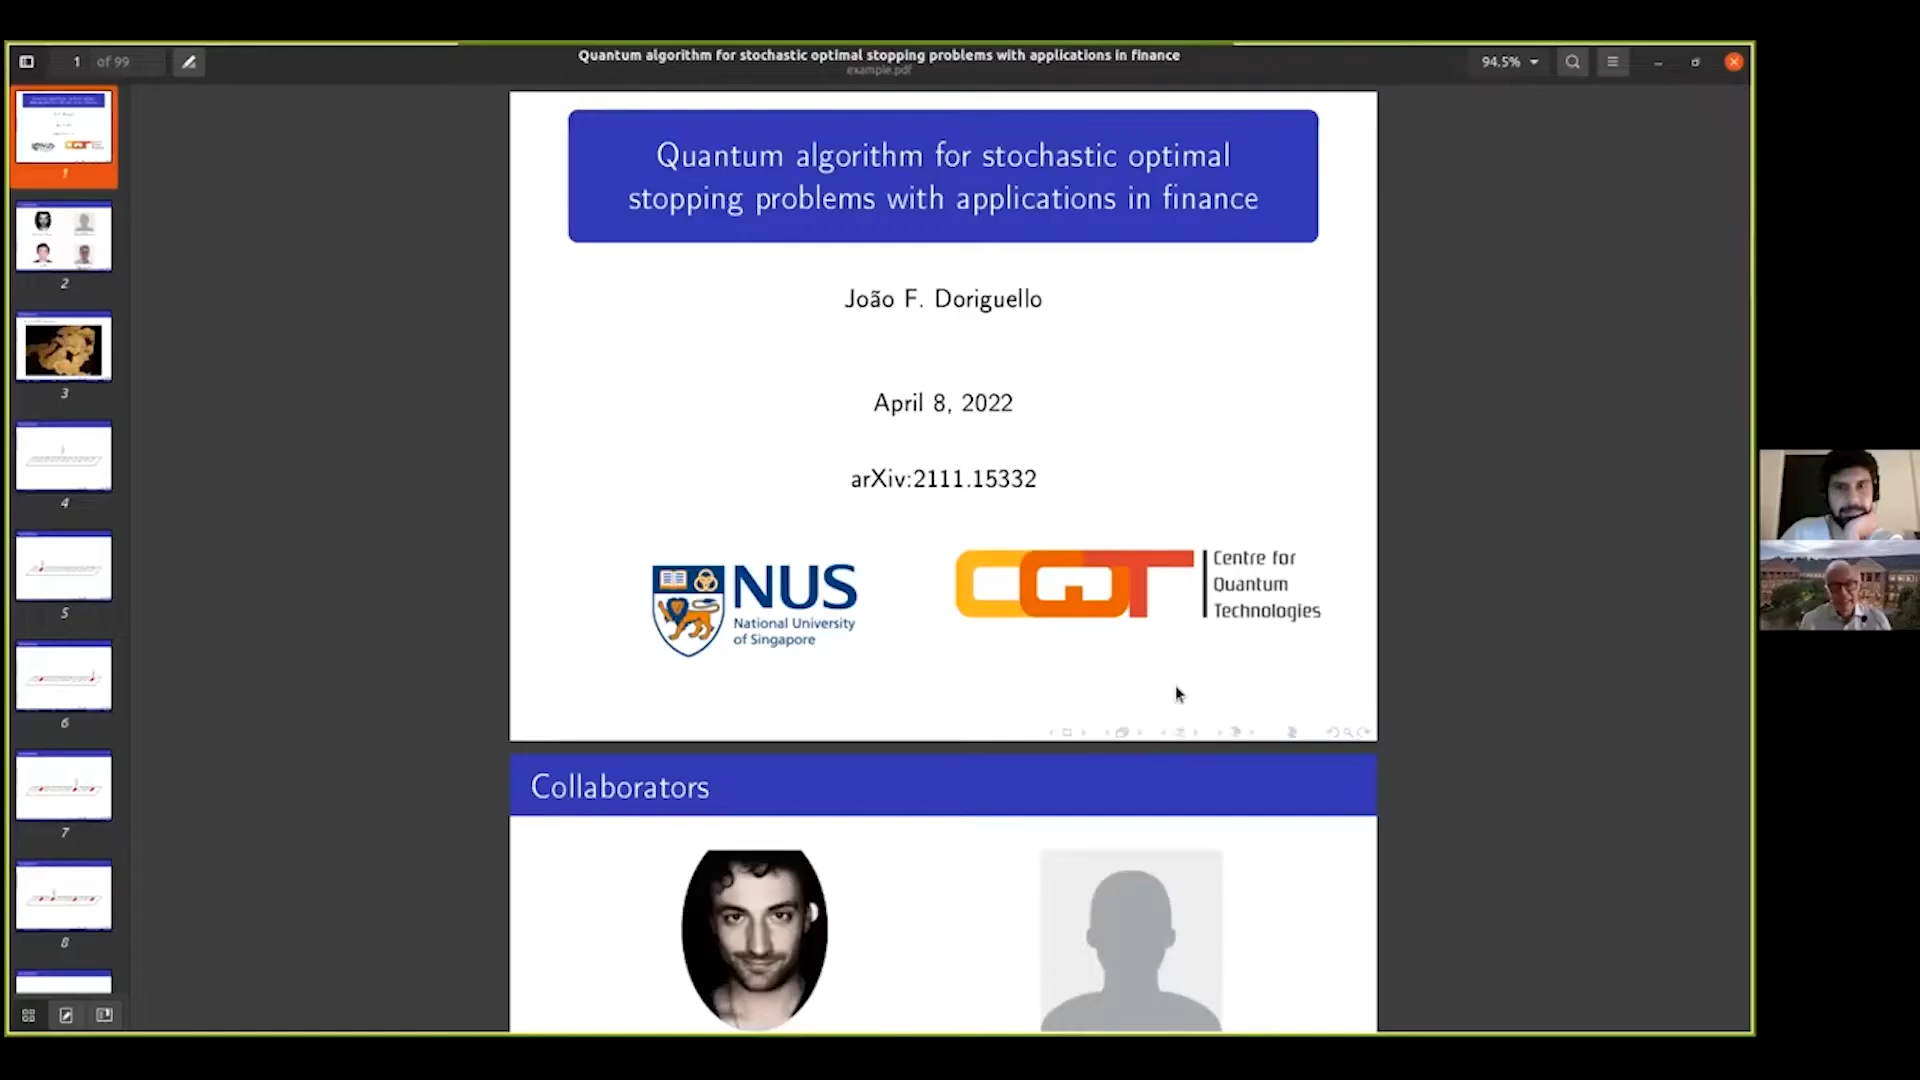 1 of 99
Quantum algorithm for stochastic optimal stopping problems with applications in finance
example.pdf
94.5%
Quantum algorithm for stochastic optimal
stopping problems with applications in finance
João F. Doriguello
April 8, 2022
arXiv:2111.15332
NUS
National University
of Singapore
CQT
Centre for
Quantum
Technologies
Collaborators
1
2
3
4
5
6
7
8